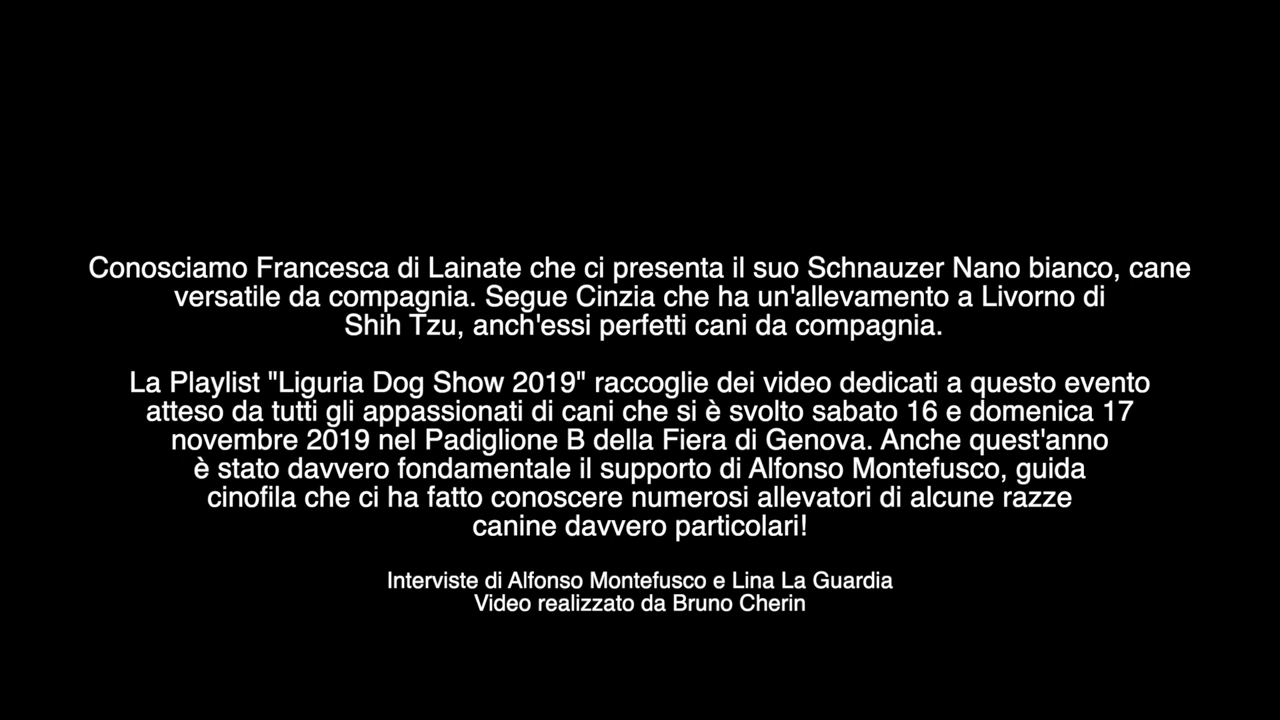 Conosciamo Francesca di Lainate che ci presenta il suo Schnauzer Nano bianco, cane
versatile da compagnia. Segue Cinzia che ha un'allevamento a Livorno di
Shih Tzu, anch'essi perfetti cani da compagnia.
La Playlist "Liguria Dog Show 2019" raccoglie dei video dedicati a questo evento
atteso da tutti gli appassionati di cani che si è svolto sabato 16 e domenica 17
novembre 2019 nel Padiglione B della Fiera di Genova. Anche quest'anno
è stato davvero fondamentale il supporto di Alfonso Montefusco, guida
cinofila che ci ha fatto conoscere numerosi allevatori di alcune razze
canine davvero particolari!
Interviste di Alfonso Montefusco e Lina La Guardia
Video realizzato da Bruno Cherin